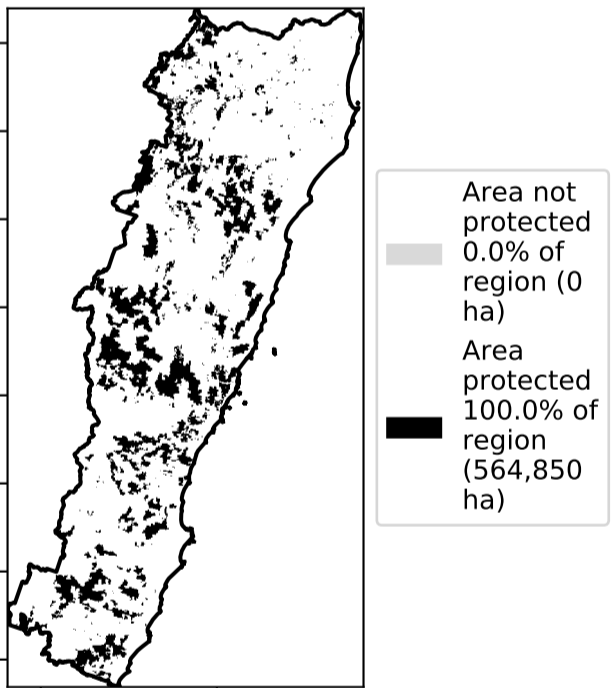 Area not
protected
0.0% of
region (0
ha)
Area
protected
100.0% of
region
(564,850
ha)